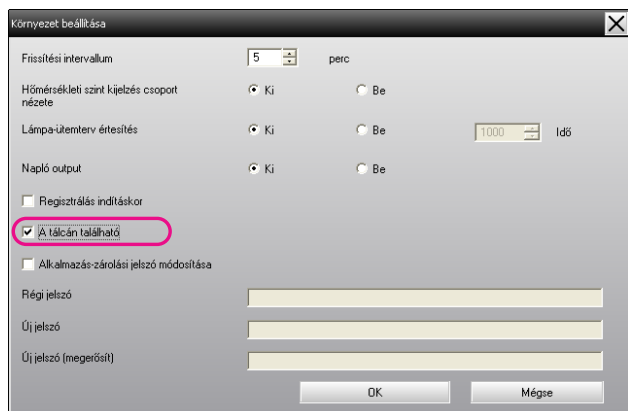 Környezet beállítása
Frissítési intervallum 5 perc
Hőmérsékleti szint kijelzés csoport nézete Ki Be
Lámpa-ütemterv értesítés Ki Be 1000 Idő
Napló output Ki Be
Regisztrálás indításkor
A tálcán található
Alkalmazás-zárolási jelszó módosítása
Régi jelszó
Új jelszó
Új jelszó (megerősít)
OK Mégse